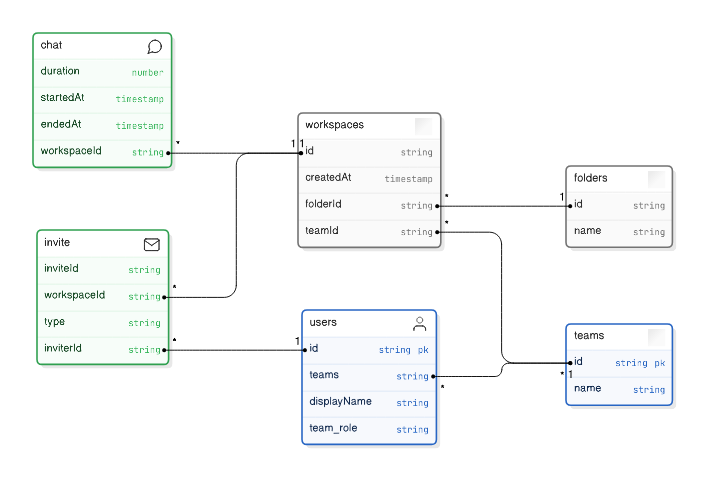 chat
duration number
startedAt timestamp
endedAt timestamp
workspaceId string
* 1 1
workspaces
id string
createdAt timestamp
folderId string
teamId string
* 1
*
folders
id string
name string
invite
inviteId string
workspaceId string
type string
inviterId string
*
* 1
users
id string pk
teams string
displayName string
team_role string
*
teams
id string pk
name string
* 1